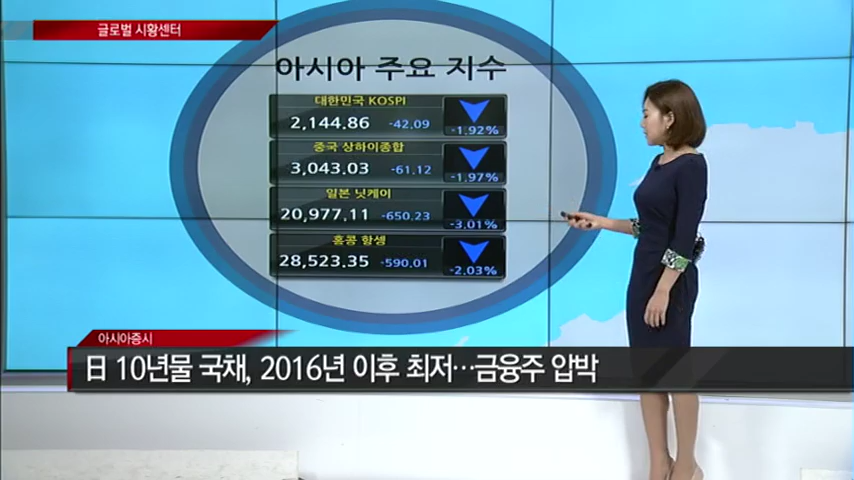 글로벌 시황센터
아시아 주요 지수
대한민국 KOSPI
2,144.86 -42.09 -1.92%
중국 상하이종합
3,043.03 -61.12 -1.97%
일본 닛케이
20,977.11 -650.23 -3.01%
홍콩 항셍
28,523.35 -590.01 -2.03%
아시아증시
日 10년물 국채, 2016년 이후 최저…금융주 압박